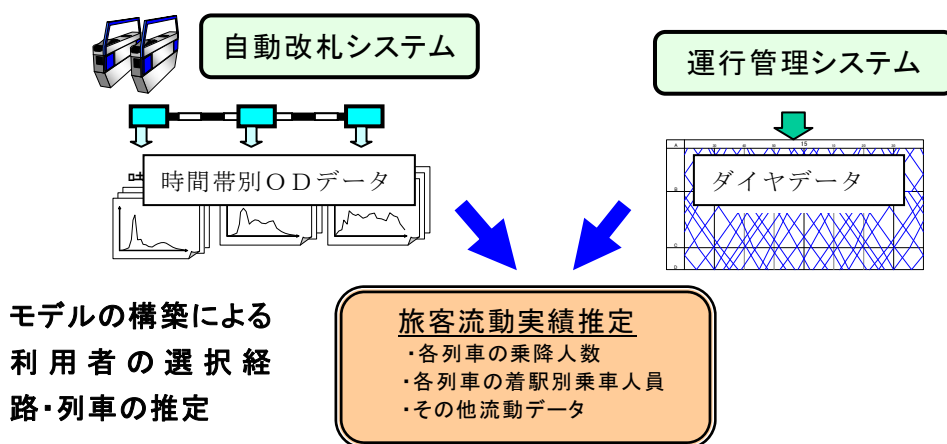 自動改札システム
運行管理システム
時間帯別ODデータ
ダイヤデータ
A
15
B
C
D
モデルの構築による
利用者の選択経
路・列車の推定
旅客流動実績推定
・各列車の乗降人数
・各列車の着駅別乗車人員
・その他流動データ